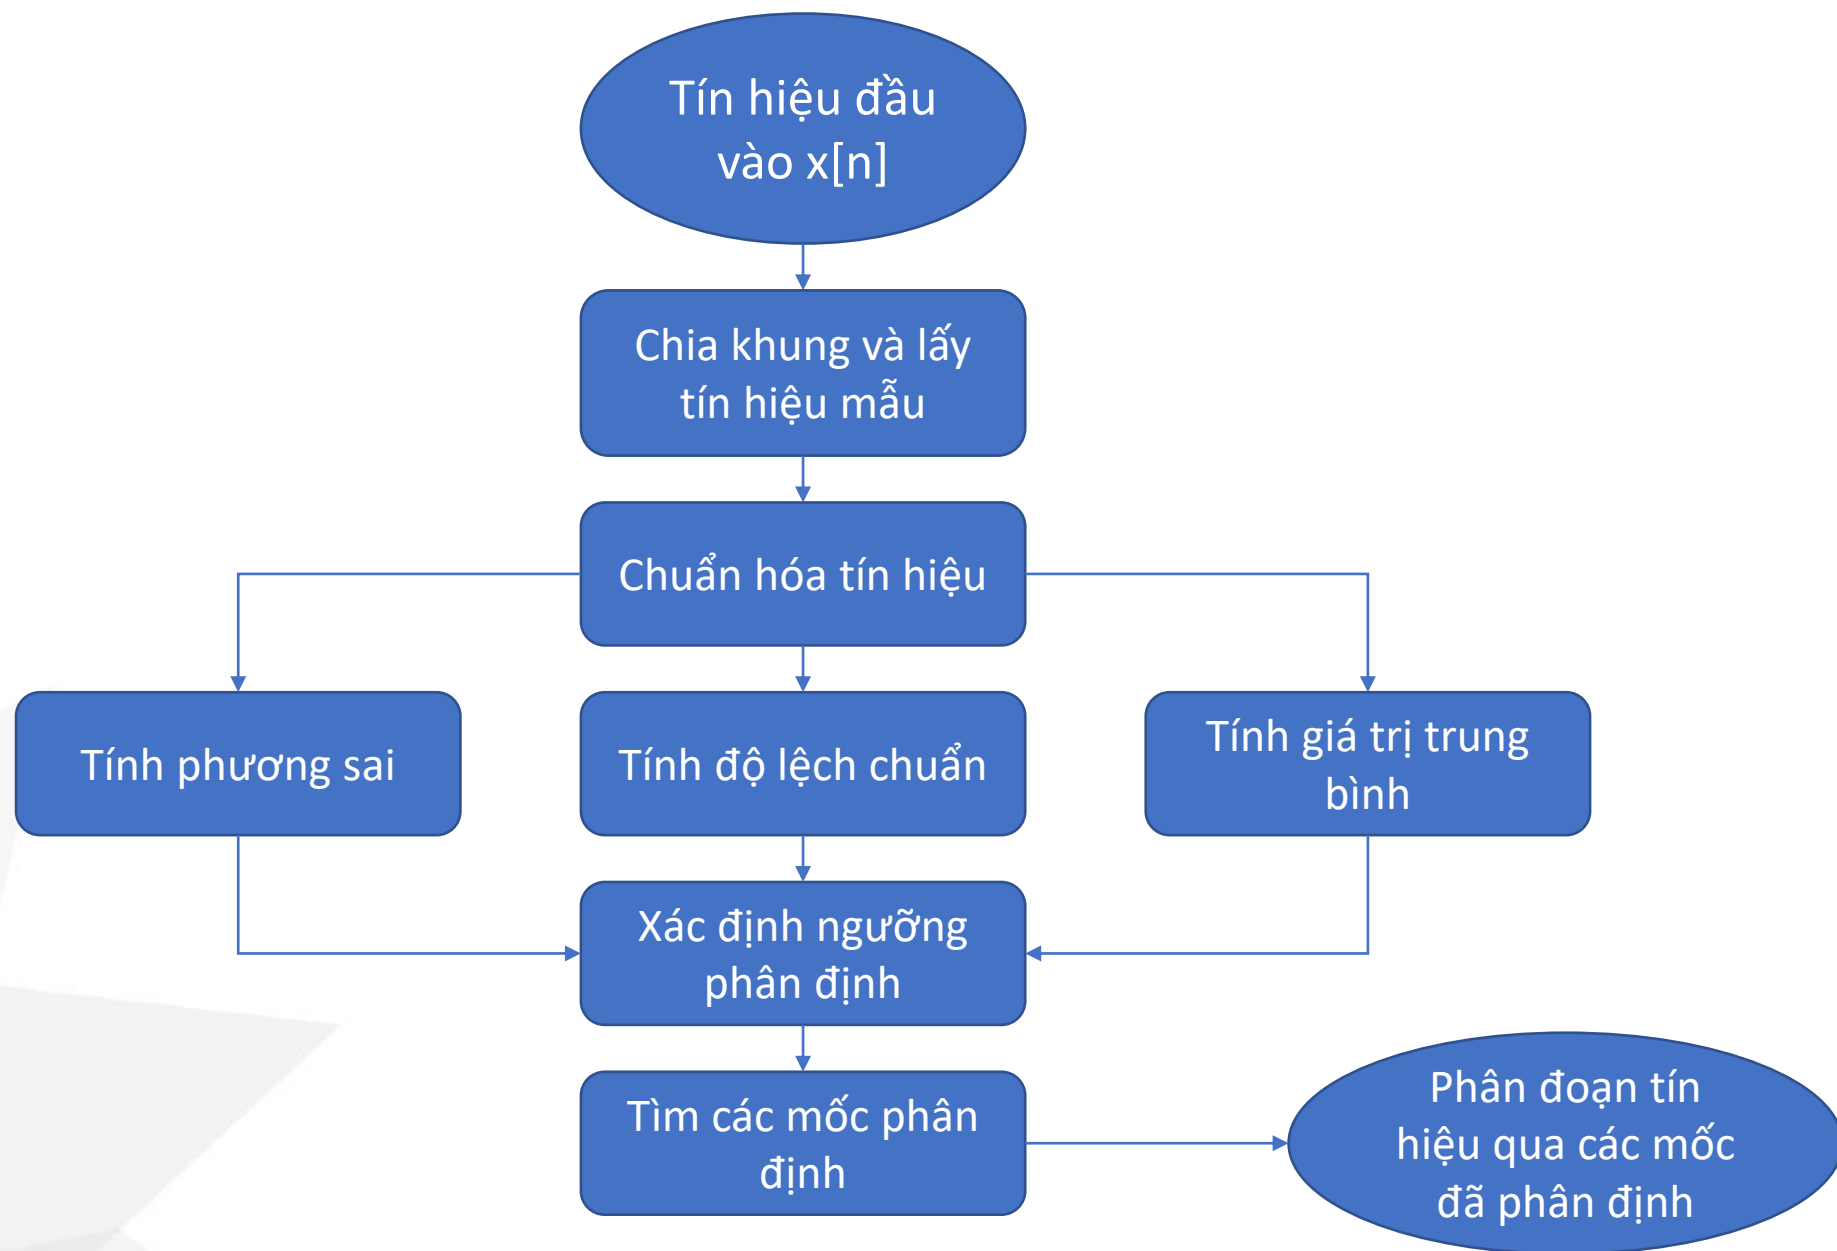 Tín hiệu đầu
vào x[n]
Chia khung và lấy
tín hiệu mẫu
Chuẩn hóa tín hiệu
Tính phương sai
Tính độ lệch chuẩn
Tính giá trị trung
bình
Xác định ngưỡng
phân định
Tìm các mốc phân
định
Phân đoạn tín
hiệu qua các mốc
đã phân định